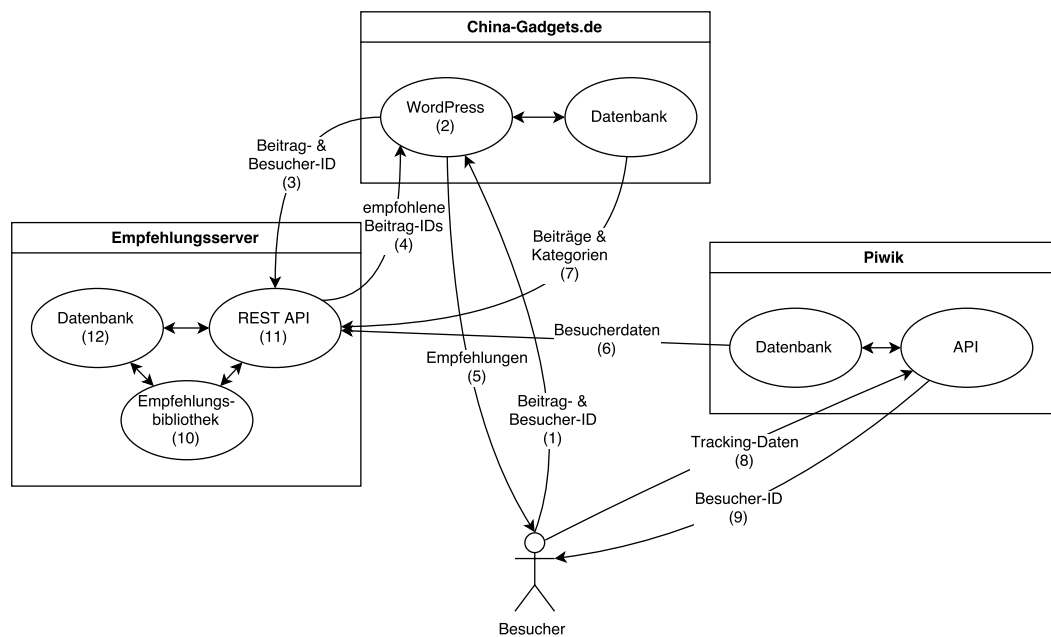 China-Gadgets.de
WordPress
(2)
Datenbank
Beitrag- &
Besucher-ID
(3)
empfohlene
Beitrag-IDs
(4)
Beiträge &
Kategorien
(7)
Empfehlungsserver
Datenbank
(12)
REST API
(11)
Empfehlungs-
bibliothek
(10)
Piwik
Datenbank
API
Besucherdaten
(6)
Empfehlungen
(5)
Beitrag- &
Besucher-ID
(1)
Tracking-Daten
(8)
Besucher-ID
(9)
Besucher